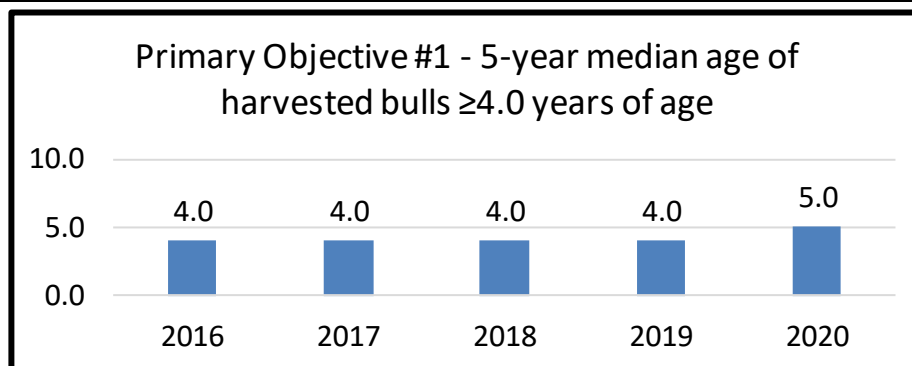 Primary Objective #1 - 5-year median age of
harvested bulls ≥4.0 years of age
10.0
5.0
0.0
4.0 4.0 4.0 4.0 5.0
2016 2017 2018 2019 2020